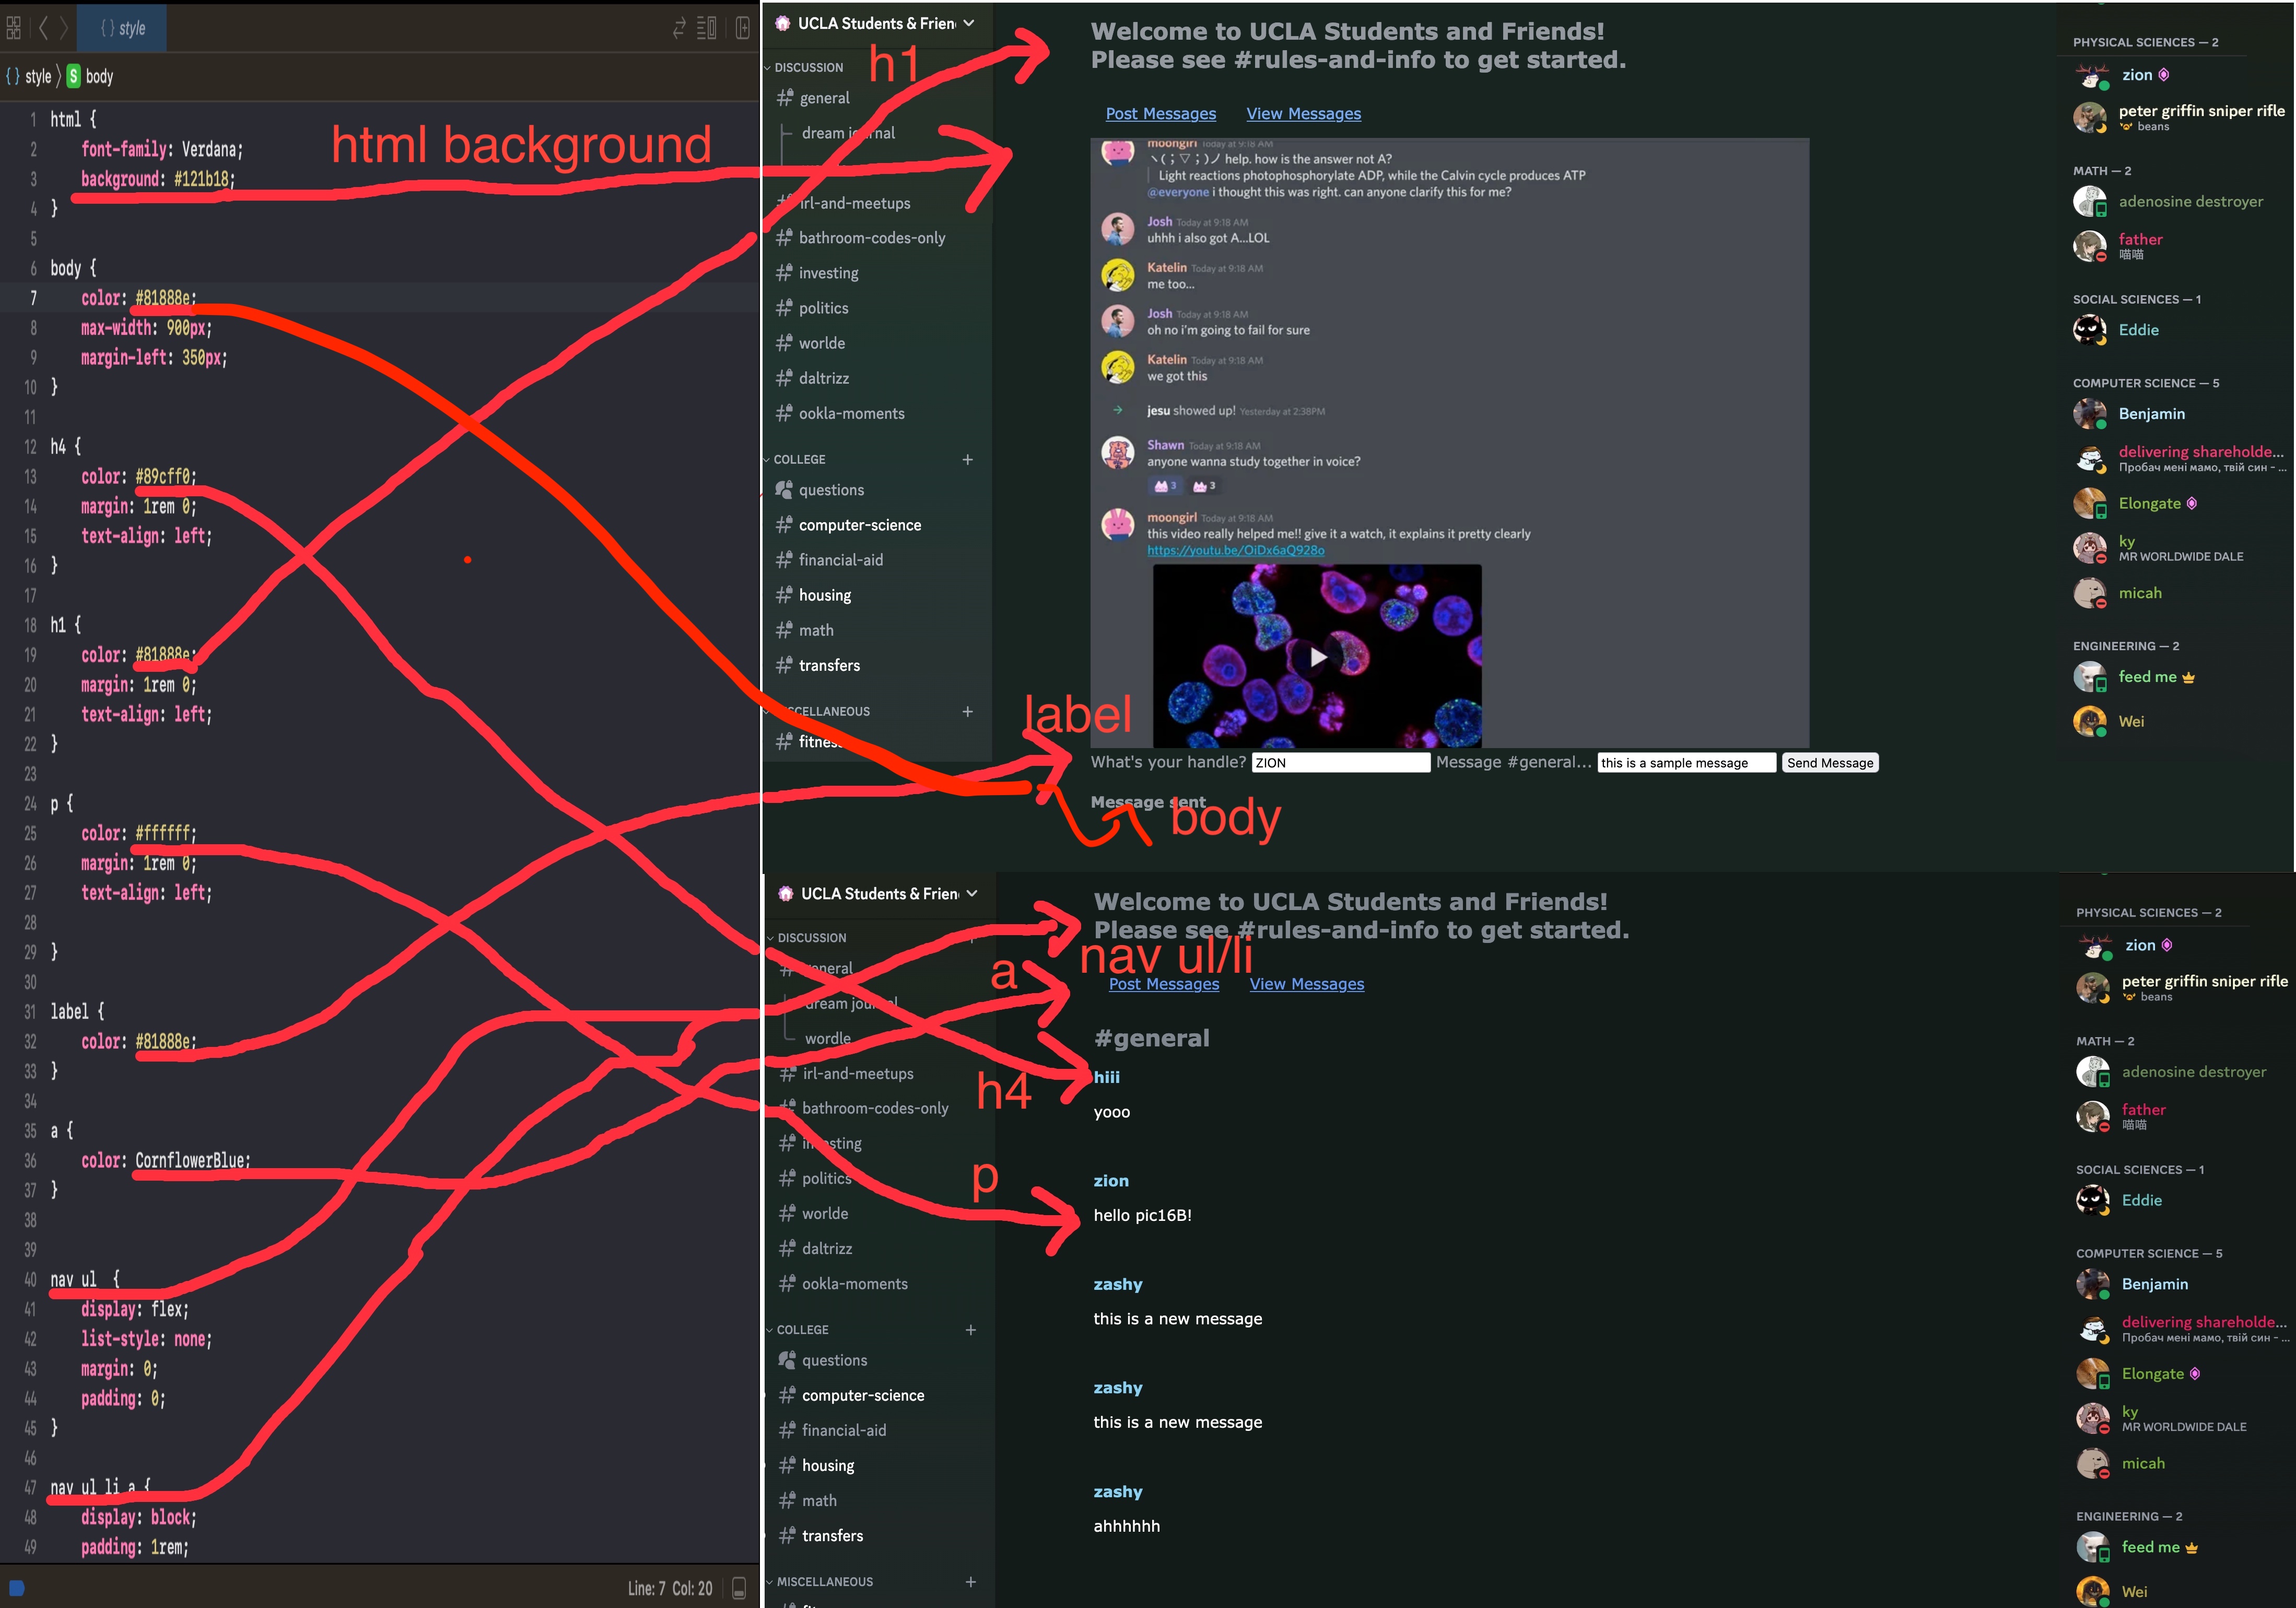 { } style
{ } style > S body
1 html {
2 font-family: Verdana;
3 background: #121b18;
4 }
5
6 body {
7 color: #81888e;
8 max-width: 900px;
9 margin-left: 350px;
10 }
11
12 h4 {
13 color: #89cff0;
14 margin: 1rem 0;
15 text-align: left;
16 }
17
18 h1 {
19 color: #81888e;
20 margin: 1rem 0;
21 text-align: left;
22 }
23
24 p {
25 color: #ffffff;
26 margin: 1rem 0;
27 text-align: left;
28
29 }
30
31 label {
32 color: #81888e;
33 }
34
35 a {
36 color: CornflowerBlue;
37 }
38
39
40 nav ul {
41 display: flex;
42 list-style: none;
43 margin: 0;
44 padding: 0;
45 }
46
47 nav ul li a {
48 display: block;
49 padding: 1rem;
Line: 7 Col: 20
html background
h1
UCLA Students & Frien
DISCUSSION
# general
dream journal
# irl-and-meetups
# bathroom-codes-only
# investing
# politics
# worlde
# daltrizz
# ookla-moments
COLLEGE +
questions
# computer-science
# financial-aid
# housing
# math
# transfers
MISCELLANEOUS +
# fitness
Welcome to UCLA Students and Friends!
Please see #rules-and-info to get started.
Post Messages View Messages
moongirl Today at 9:18 AM
ヽ( ; ▽ ; )ノ help. how is the answer not A?
Light reactions photophosphorylate ADP, while the Calvin cycle produces ATP
@everyone i thought this was right. can anyone clarify this for me?
Josh Today at 9:18 AM
uhhh i also got A...LOL
Katelin Today at 9:18 AM
me too...
Josh Today at 9:18 AM
oh no i'm going to fail for sure
Katelin Today at 9:18 AM
we got this
→ jesu showed up! Yesterday at 2:38PM
Shawn Today at 9:18 AM
anyone wanna study together in voice?
3 3
moongirl Today at 9:18 AM
this video really helped me!! give it a watch, it explains it pretty clearly
https://youtu.be/OiDx6aQ928o
label
What's your handle? ZION Message #general... this is a sample message Send Message
Message sent
body
PHYSICAL SCIENCES — 2
zion
peter griffin sniper rifle
beans
MATH — 2
adenosine destroyer
father
喵喵
SOCIAL SCIENCES — 1
Eddie
COMPUTER SCIENCE — 5
Benjamin
delivering shareholde...
Пробач мені мамо, твій син - ...
Elongate
ky
MR WORLDWIDE DALE
micah
ENGINEERING — 2
feed me
Wei
UCLA Students & Frien
DISCUSSION
# general
dream journal
wordle
# irl-and-meetups
# bathroom-codes-only
# investing
# politics
# worlde
# daltrizz
# ookla-moments
COLLEGE +
questions
# computer-science
# financial-aid
# housing
# math
# transfers
MISCELLANEOUS +
Welcome to UCLA Students and Friends!
Please see #rules-and-info to get started.
nav ul/li
a
Post Messages View Messages
#general
h4
hiii
yooo
p
zion
hello pic16B!
zashy
this is a new message
zashy
this is a new message
zashy
ahhhhhh
PHYSICAL SCIENCES — 2
zion
peter griffin sniper rifle
beans
MATH — 2
adenosine destroyer
father
喵喵
SOCIAL SCIENCES — 1
Eddie
COMPUTER SCIENCE — 5
Benjamin
delivering shareholde...
Пробач мені мамо, твій син - ...
Elongate
ky
MR WORLDWIDE DALE
micah
ENGINEERING — 2
feed me
Wei